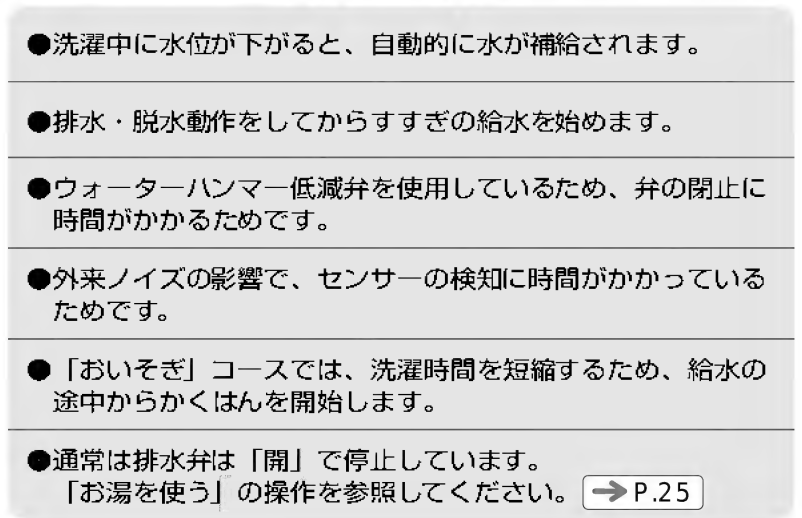 ●洗濯中に水位が下がると、自動的に水が補給されます。
●排水・脱水動作をしてからすすぎの給水を始めます。
●ウォーターハンマー低減弁を使用しているため、弁の閉止に
時間がかかるためです。
●外来ノイズの影響で、センサーの検知に時間がかかっている
ためです。
●「おいそぎ」コースでは、洗濯時間を短縮するため、給水の
途中からかくはんを開始します。
●通常は排水弁は「開」で停止しています。
「お湯を使う」の操作を参照してください。 →P.25